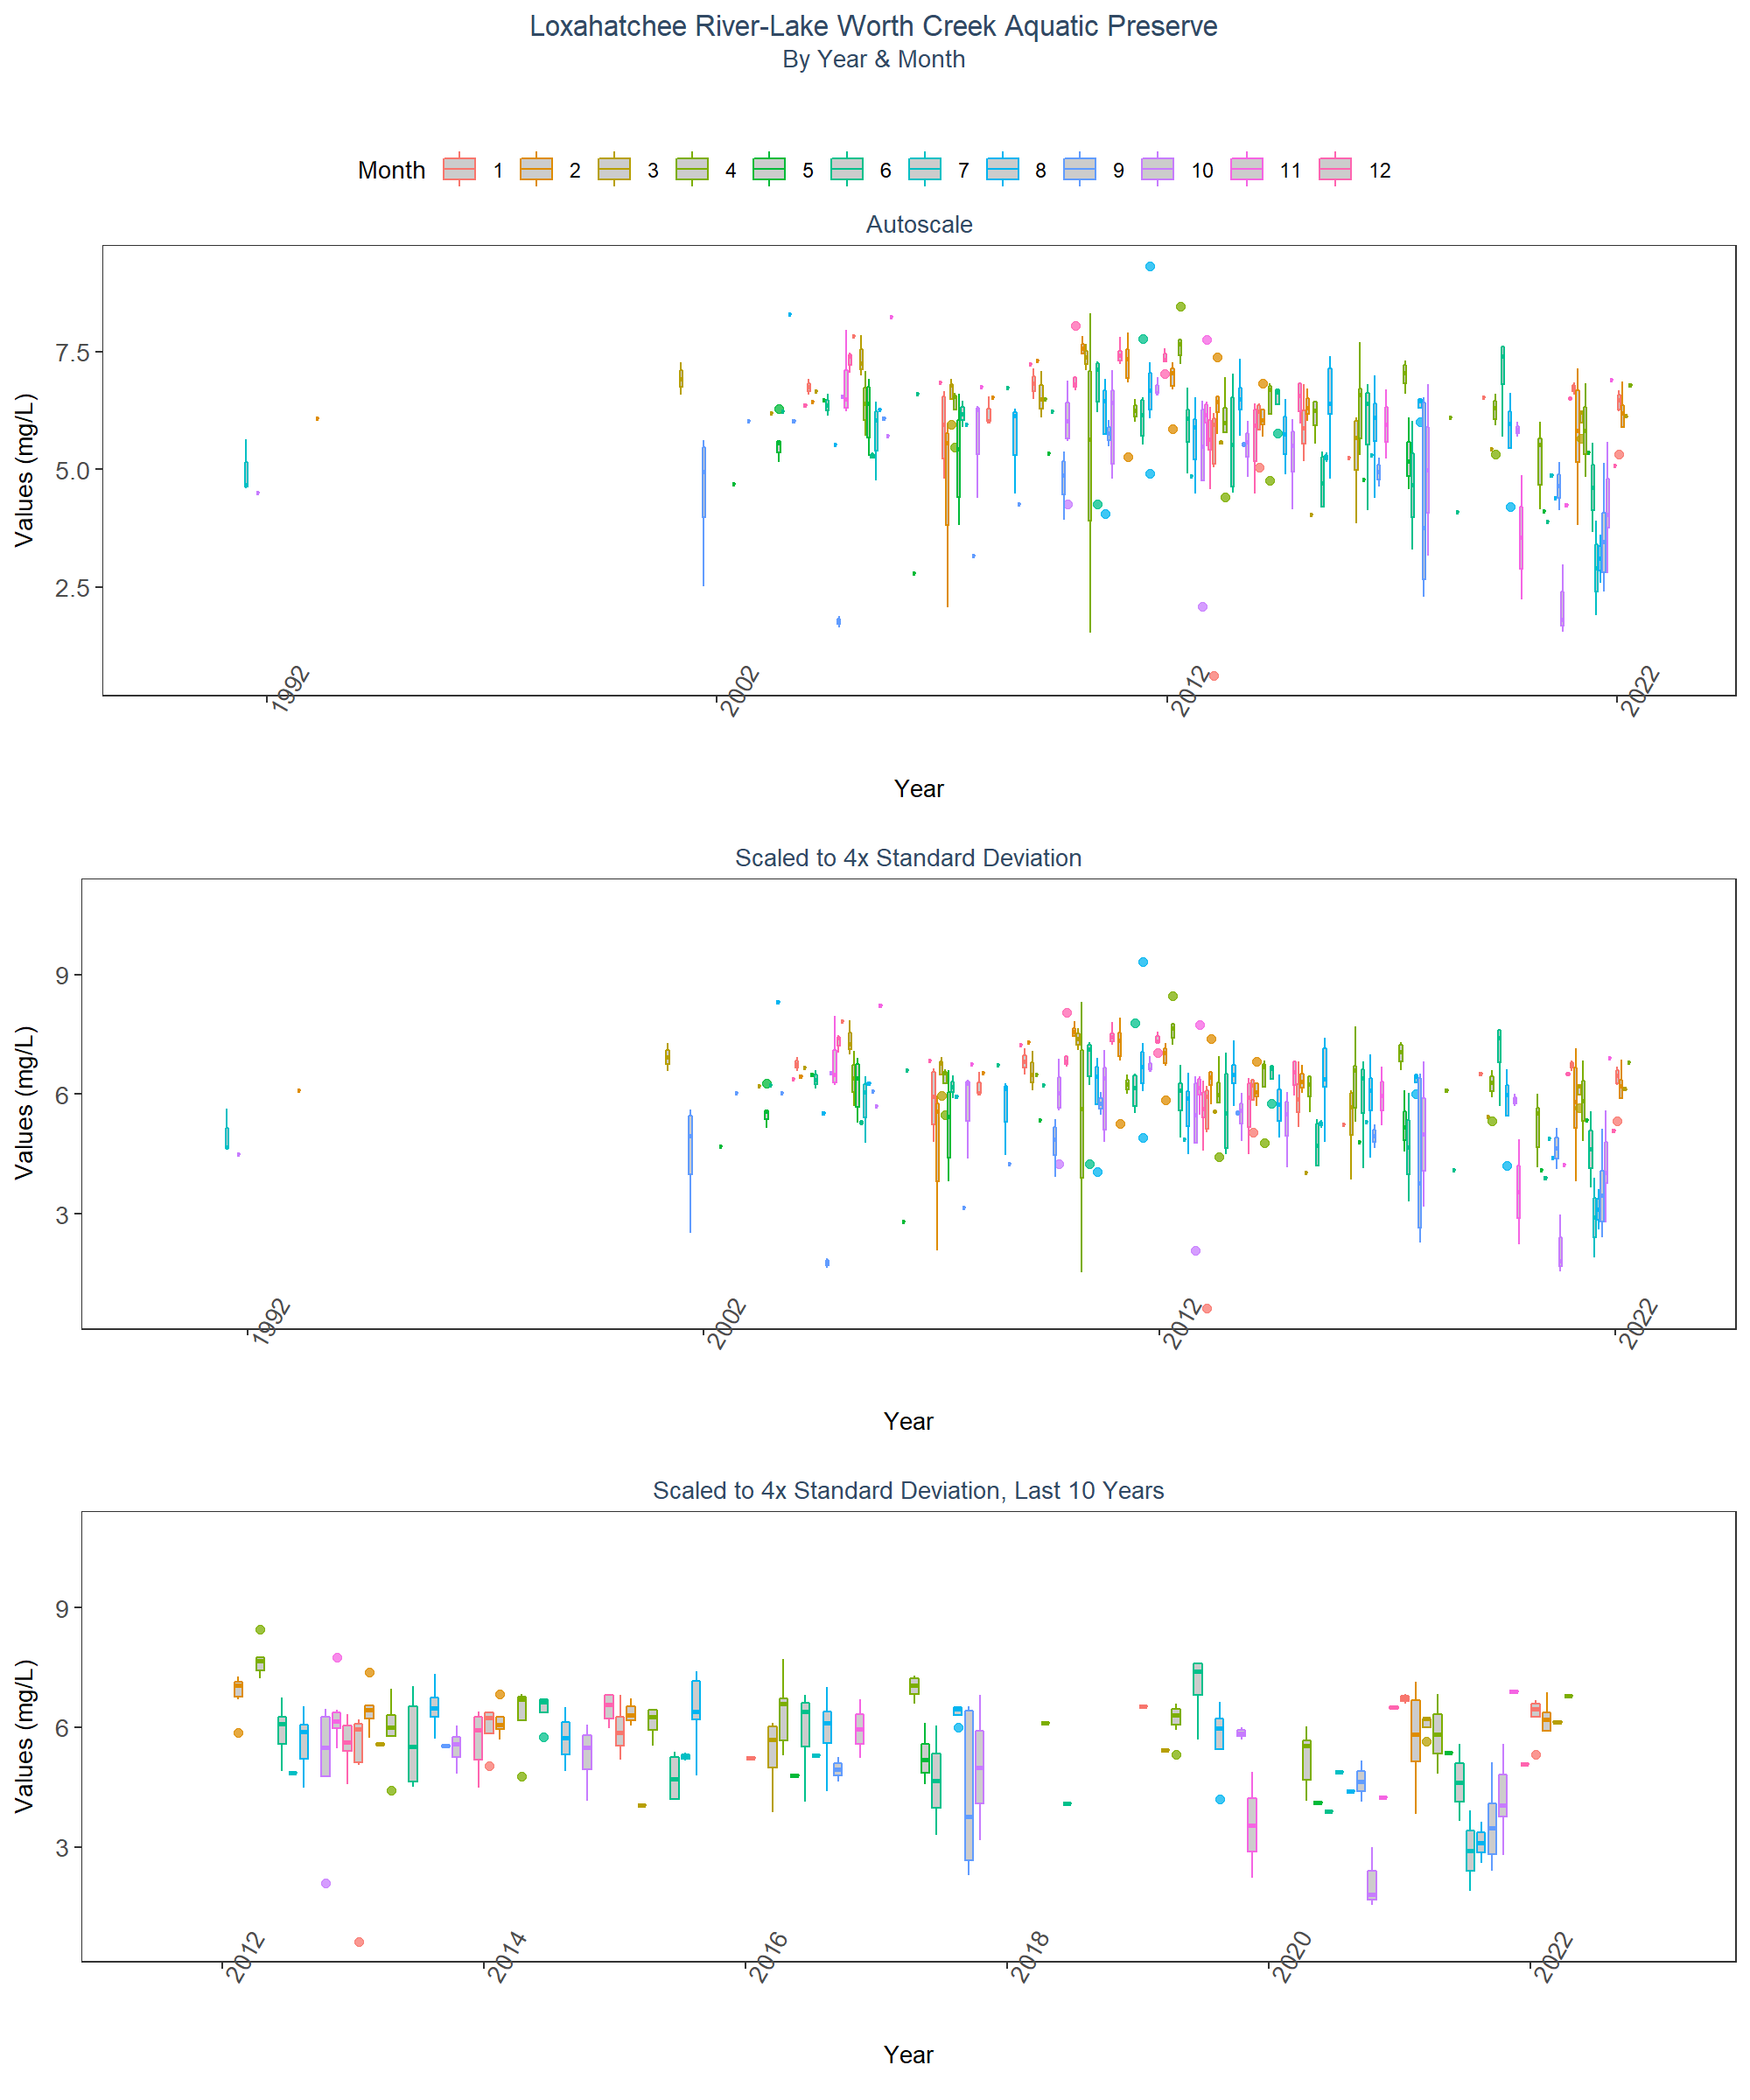 Loxahatchee River-Lake Worth Creek Aquatic Preserve
By Year & Month
Month 1 2 3 4 5 6 7 8 9 10 11 12
Autoscale
Values (mg/L)
7.5
5.0
2.5
1992 2002 2012 2022
Year
Scaled to 4x Standard Deviation
Values (mg/L)
9
6
3
1992 2002 2012 2022
Year
Scaled to 4x Standard Deviation, Last 10 Years
Values (mg/L)
9
6
3
2012 2014 2016 2018 2020 2022
Year